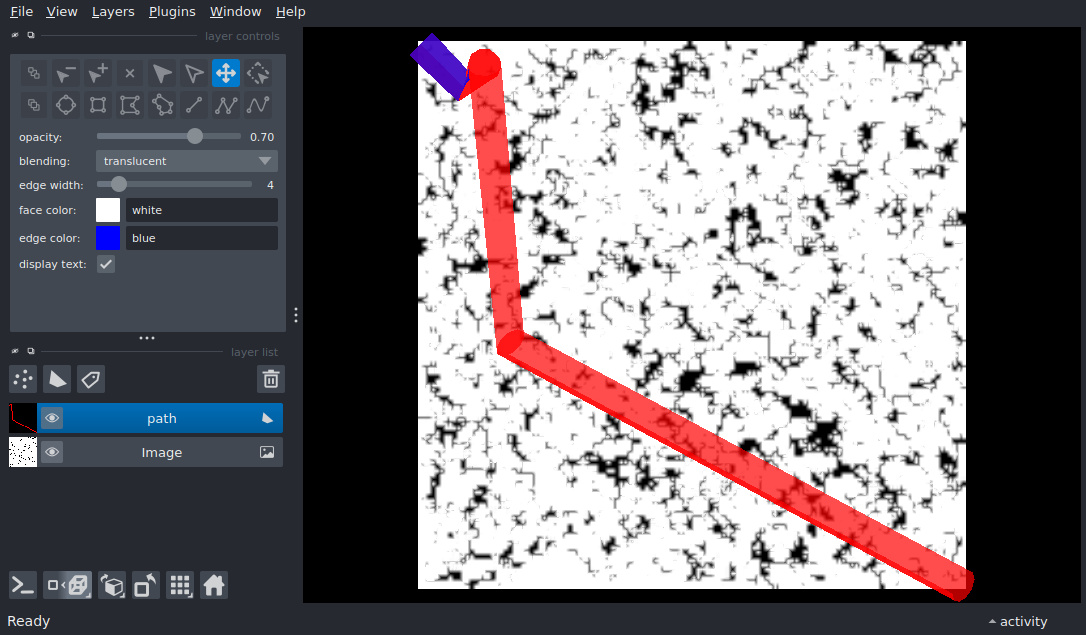 File View Layers Plugins Window Help
layer controls
opacity: 0.70
blending: translucent
edge width: 4
face color: white
edge color: blue
display text:
layer list
path
Image
Ready activity